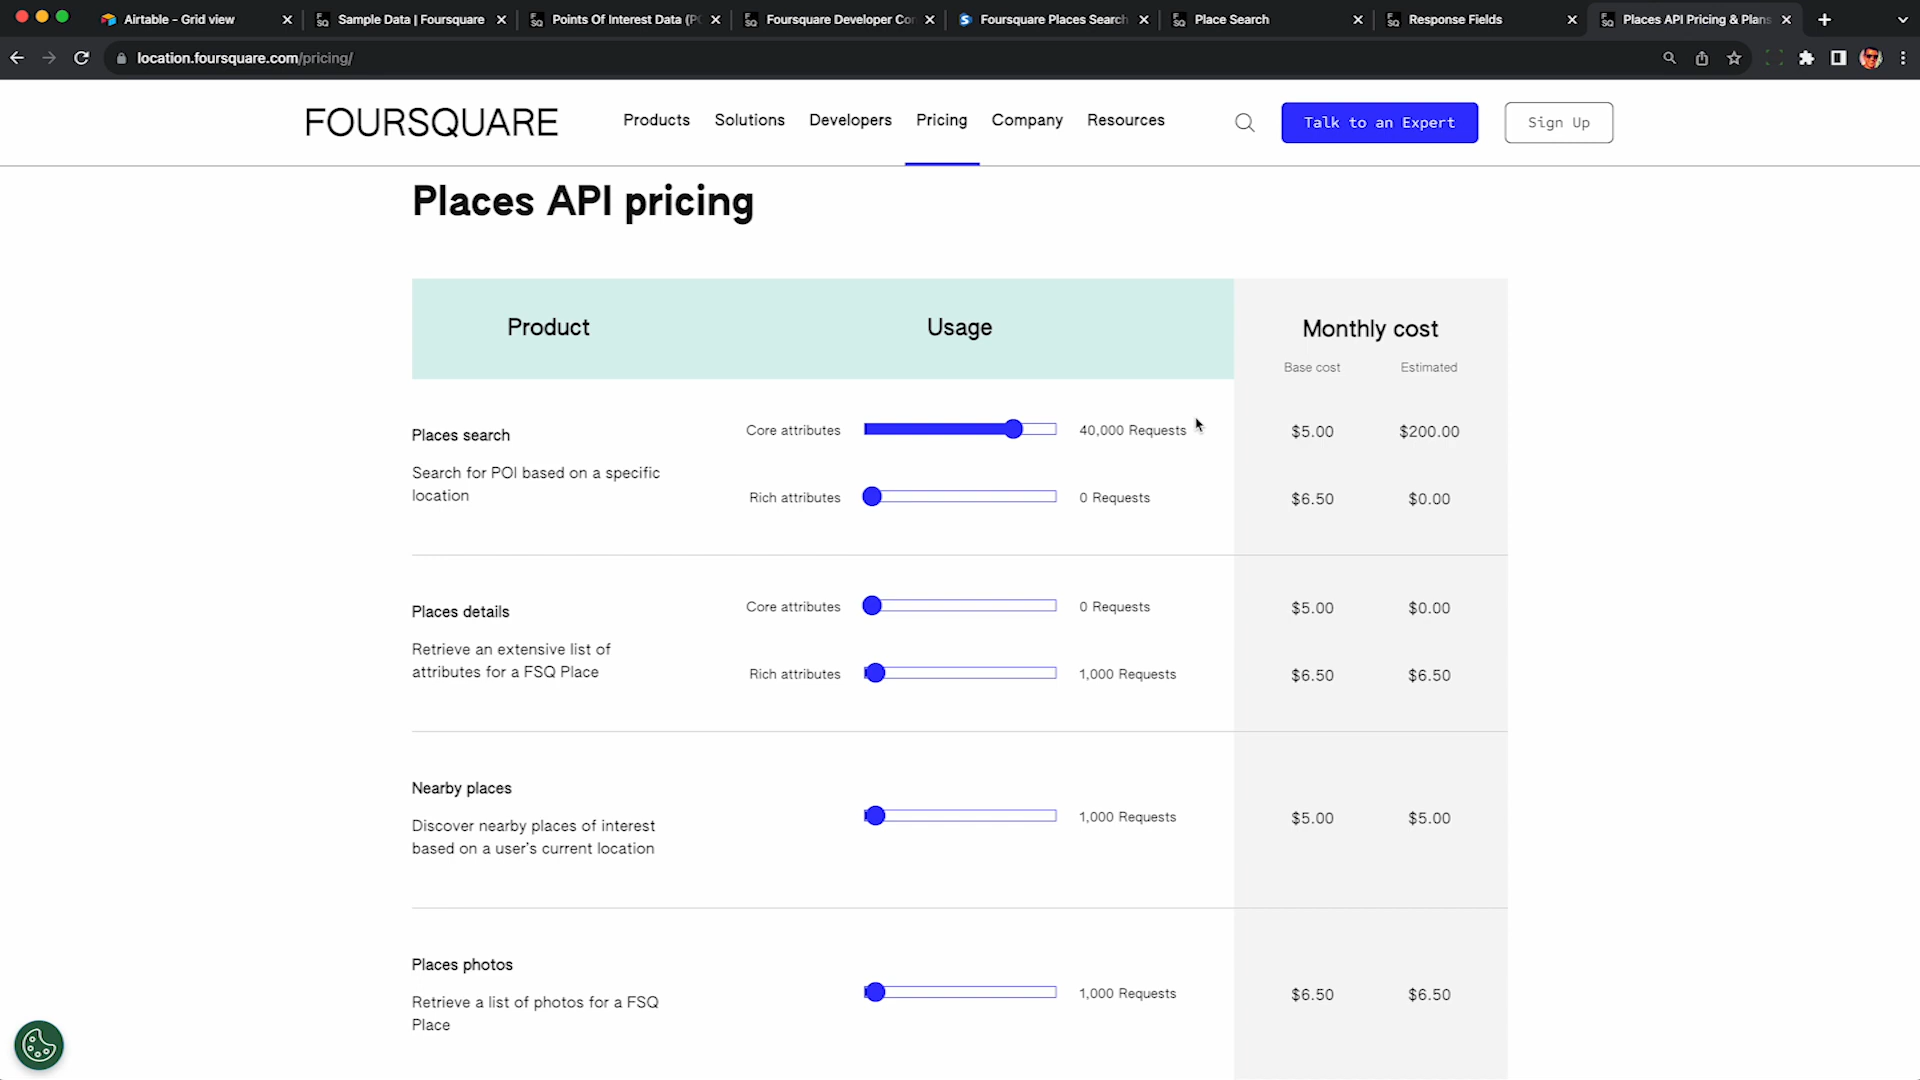 Airtable - Grid view
Sample Data | Foursquare
Points Of Interest Data (PO
Foursquare Developer Con
Foursquare Places Search
Place Search
Response Fields
Places API Pricing & Plans
location.foursquare.com/pricing/
FOURSQUARE
Products
Solutions
Developers
Pricing
Company
Resources
Talk to an Expert
Sign Up
Places API pricing
Product
Usage
Monthly cost
Base cost
Estimated
Places search
Search for POI based on a specific
location
Core attributes
40,000 Requests
$5.00
$200.00
Rich attributes
0 Requests
$6.50
$0.00
Places details
Retrieve an extensive list of
attributes for a FSQ Place
Core attributes
0 Requests
$5.00
$0.00
Rich attributes
1,000 Requests
$6.50
$6.50
Nearby places
Discover nearby places of interest
based on a user's current location
1,000 Requests
$5.00
$5.00
Places photos
Retrieve a list of photos for a FSQ
Place
1,000 Requests
$6.50
$6.50